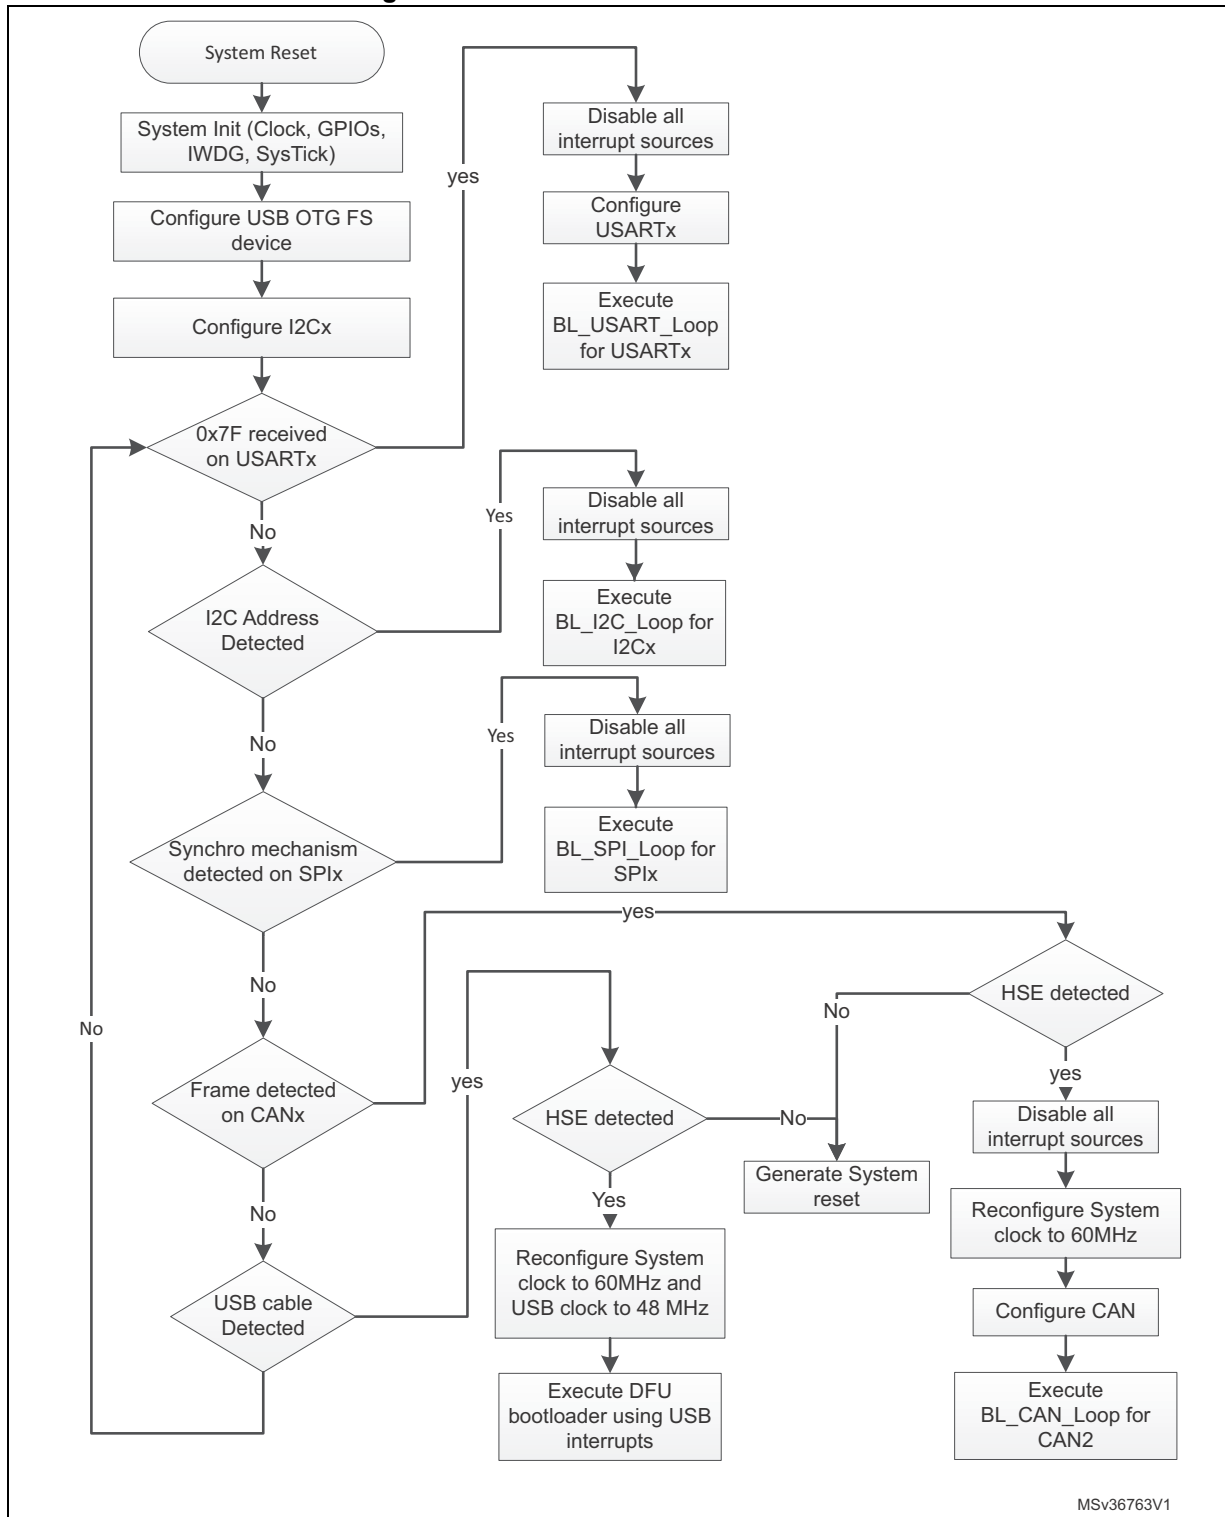 System Reset
System Init (Clock, GPIOs,
IWDG, SysTick)
Configure USB OTG FS
device
Configure I2Cx
0x7F received
on USARTx
yes
Disable all
interrupt sources
Configure
USARTx
Execute
BL_USART_Loop
for USARTx
No
I2C Address
Detected
Yes
Disable all
interrupt sources
Execute
BL_I2C_Loop for
I2Cx
No
Synchro mechanism
detected on SPIx
Yes
Disable all
interrupt sources
Execute
BL_SPI_Loop for
SPIx
No
Frame detected
on CANx
yes
HSE detected
No
yes
Disable all
interrupt sources
Reconfigure System
clock to 60MHz
Configure CAN
Execute
BL_CAN_Loop for
CAN2
No
USB cable
Detected
No
yes
HSE detected
No
Generate System
reset
Yes
Reconfigure System
clock to 60MHz and
USB clock to 48 MHz
Execute DFU
bootloader using USB
interrupts
MSv36763V1